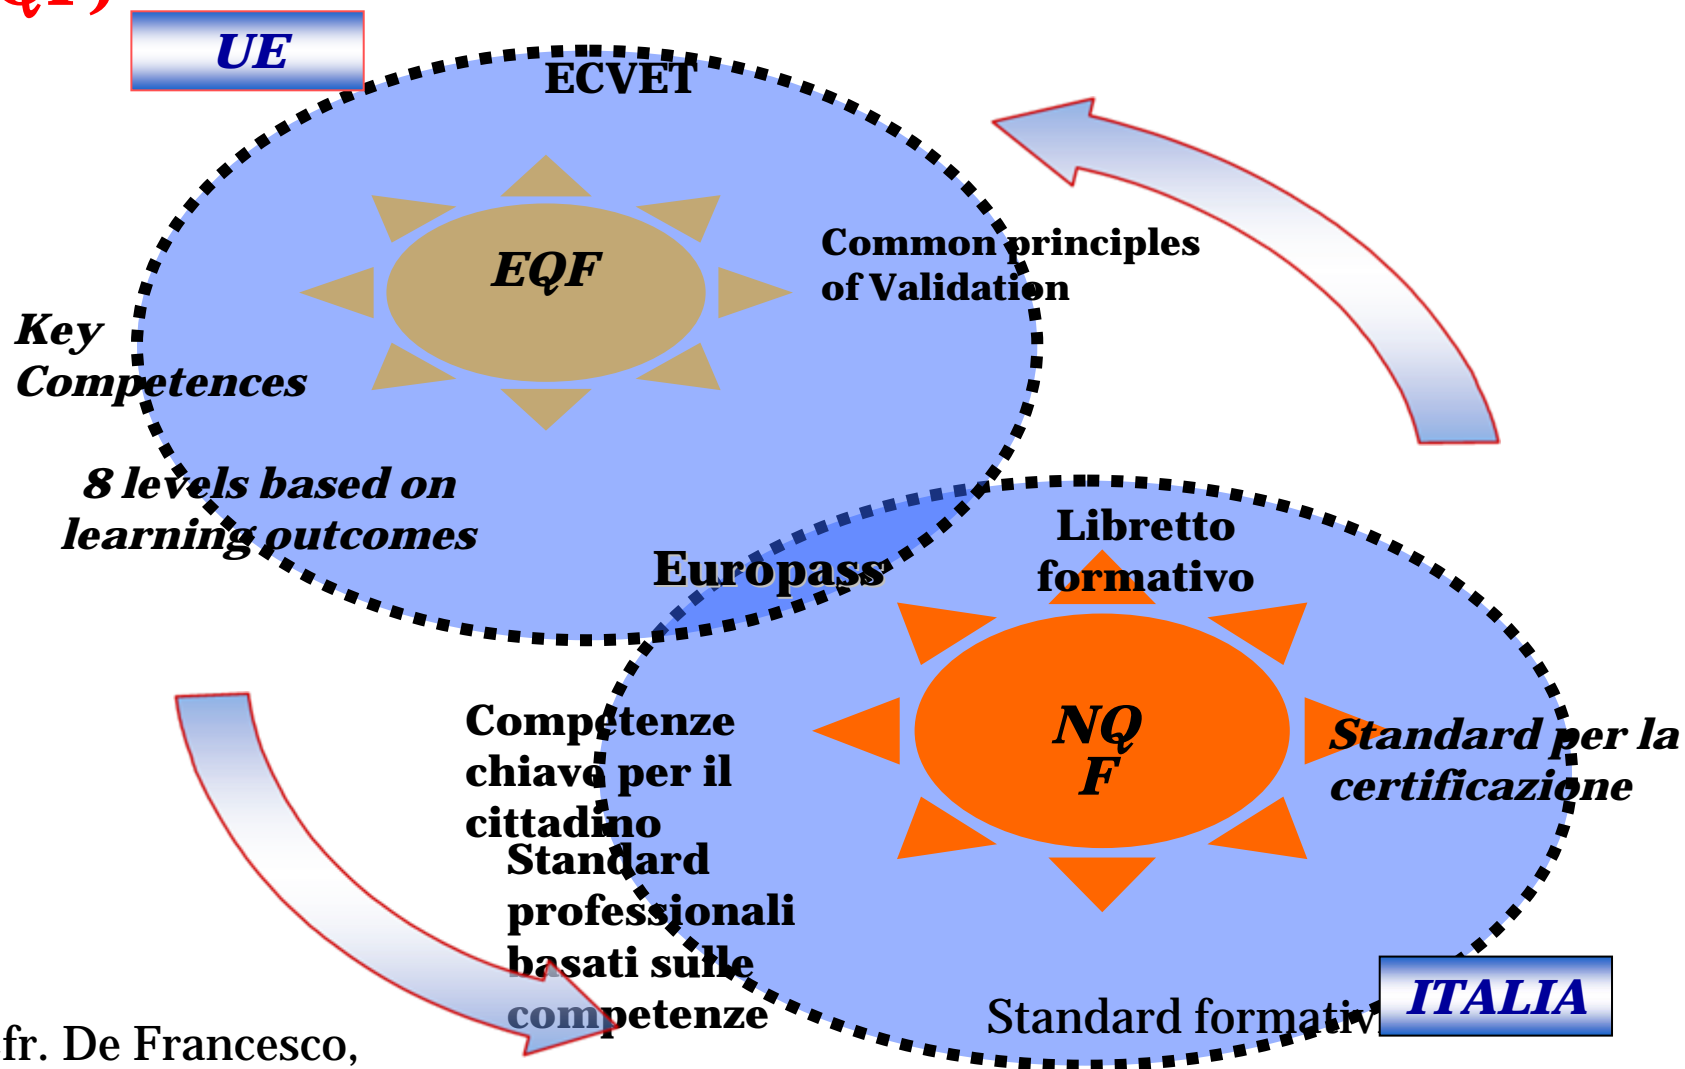 UE
ECVET
EQF
Common principles
of Validation
Key
Competences
8 levels based on
learning outcomes
Europass
Libretto
formativo
NQ
F
Standard per la
certificazione
Competenze
chiave per il
cittadino
Standard
professionali
basati sulle
competenze
Standard formativ
ITALIA
fr. De Francesco,